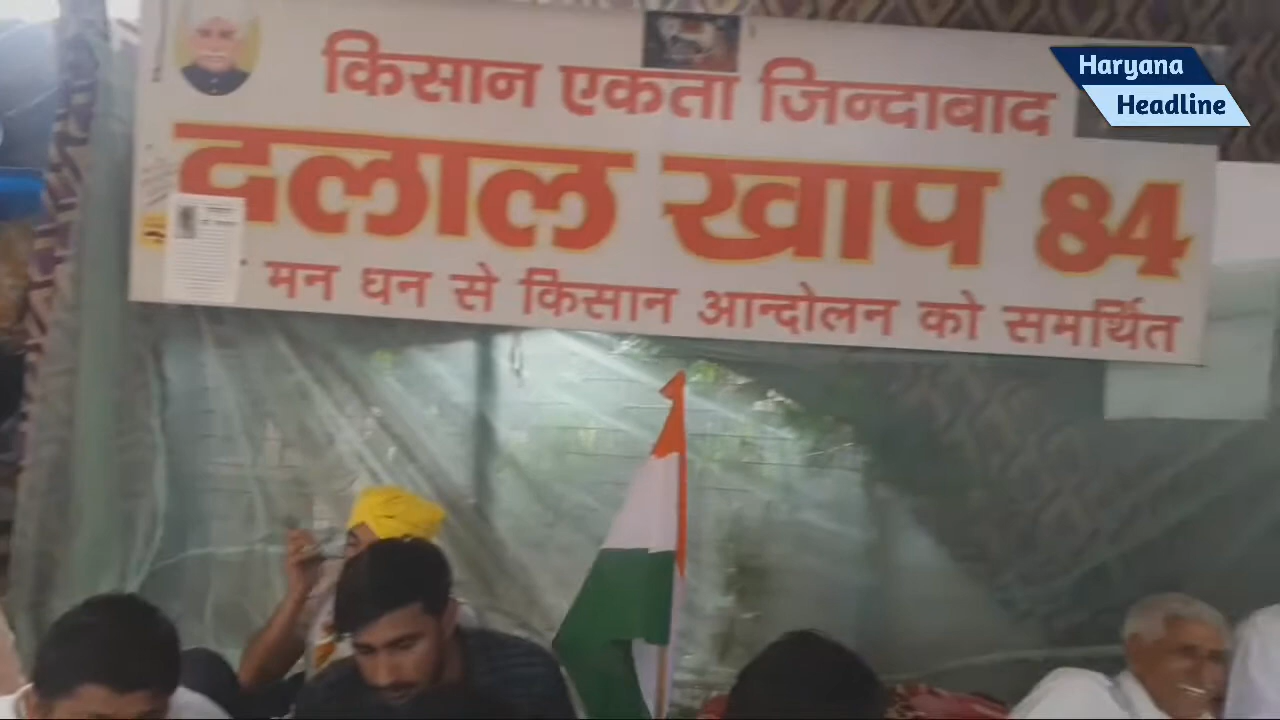 Haryana
Headline
किसान एकता जिन्दाबाद
दलाल खाप 84
मन धन से किसान आन्दोलन को समर्थित